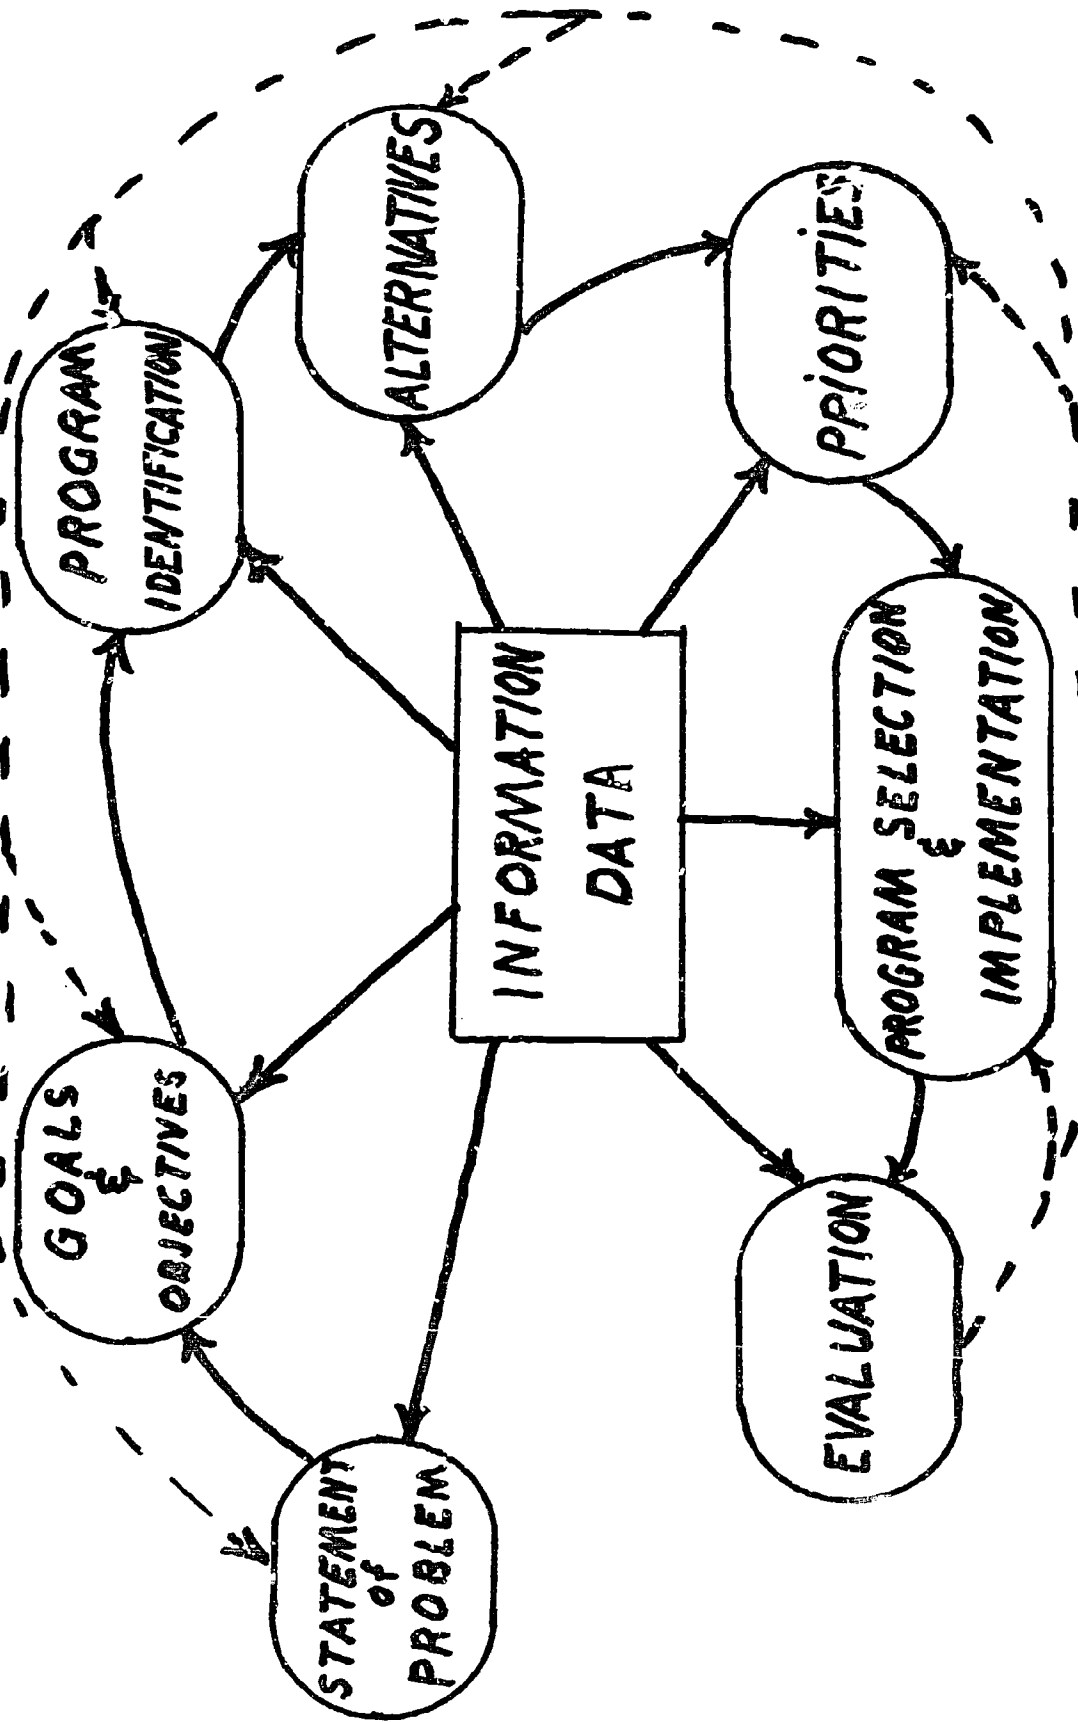 STATEMENT
of
PROBLEM
GOALS
&
OBJECTIVES
PROGRAM
IDENTIFICATION
ALTERNATIVES
PRiORiTiES
PROGRAM SELECTION
&
IMPLEMENTATION
EVALUATION
INFORMATION
DATA